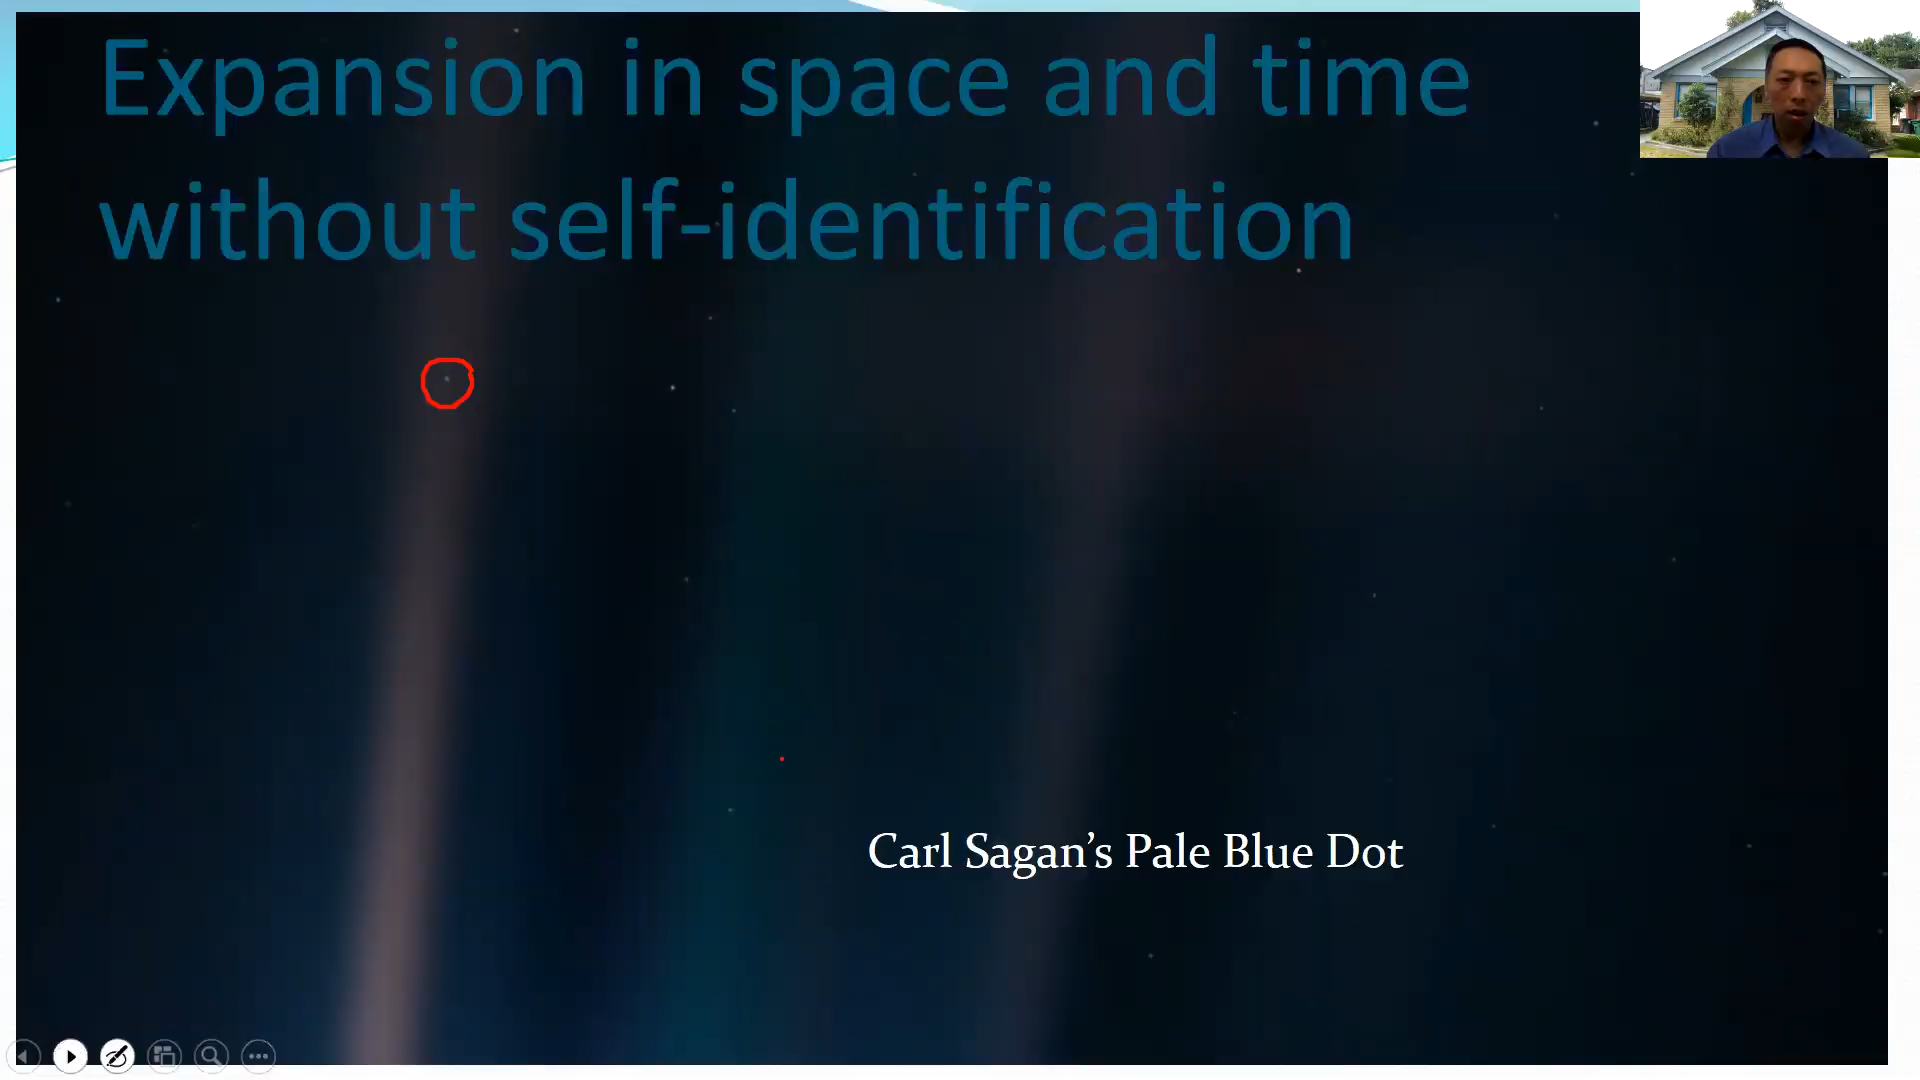 Expansion in space and time
without self-identification
Carl Sagan’s Pale Blue Dot